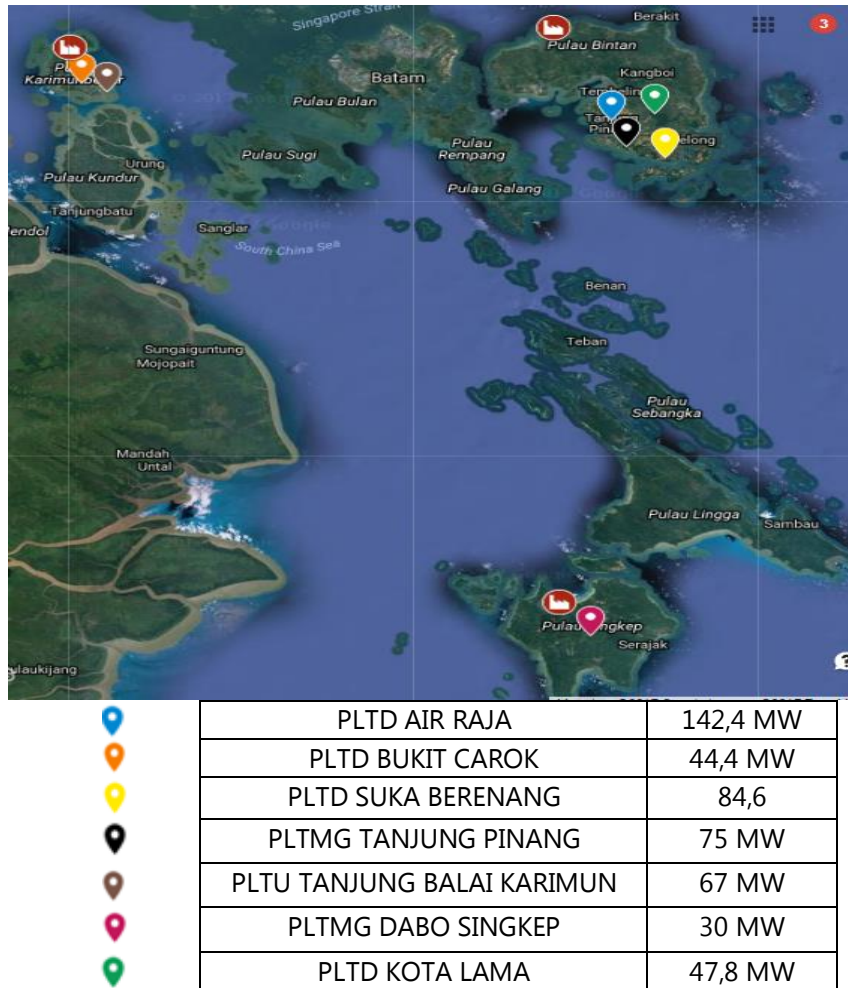 Singapore Strait
Berakit
3
Pulau Bintan
Kangboi
Batam
Pulau Bulan
Pulau Rempang
Pulau Sugi
Urung
Pulau Kundur
Pulau Galang
Tanjungbatu
Sanglar
South China Sea
Benan
Teban
Sungaiguntung
Mojopait
Pulau
Sebangka
Mandah
Untal
Pulau Lingga
Sambau
Serajak
PLTD AIR RAJA 142,4 MW
PLTD BUKIT CAROK 44,4 MW
PLTD SUKA BERENANG 84,6
PLTMG TANJUNG PINANG 75 MW
PLTU TANJUNG BALAI KARIMUN 67 MW
PLTMG DABO SINGKEP 30 MW
PLTD KOTA LAMA 47,8 MW